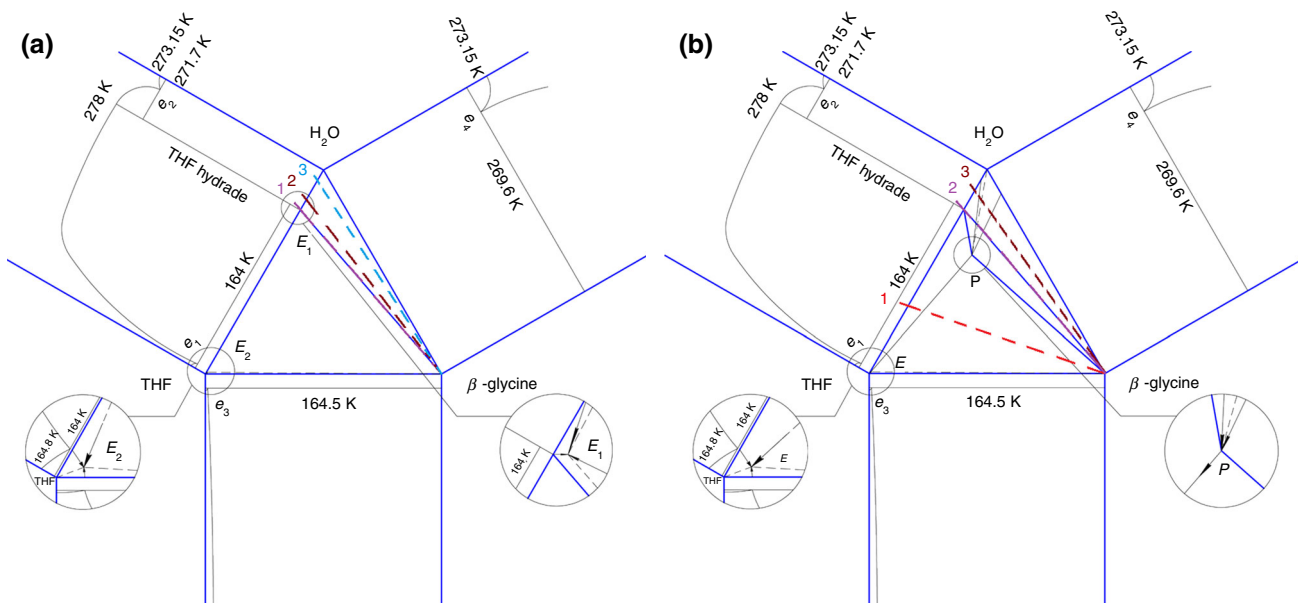 (a)
273.15 K
271.7 K
278 K
e2
THF hydrade
273.15 K
e4
269.6 K
H2O
3
2
1
E1
164 K
e1
E2
THF
β -glycine
e3
164.5 K
164.8 K
164 K
E2
THF
164 K
E1
(b)
273.15 K
271.7 K
278 K
e2
THF hydrade
273.15 K
e4
269.6 K
H2O
3
2
P
164 K
1
e1
E
THF
β -glycine
e3
164.5 K
164.8 K
164 K
E
THF
P